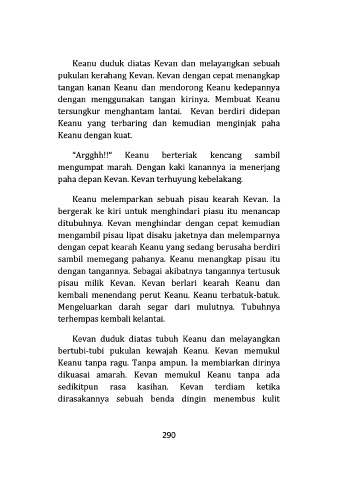 Keanu duduk diatas Kevan dan melayangkan sebuah
pukulan kerahang Kevan. Kevan dengan cepat menangkap
tangan kanan Keanu dan mendorong Keanu kedepannya
dengan menggunakan tangan kirinya. Membuat Keanu
tersungkur menghantam lantai. Kevan berdiri didepan
Keanu yang terbaring dan kemudian menginjak paha
Keanu dengan kuat.
"Argghh!!" Keanu berteriak kencang sambil
mengumpat marah. Dengan kaki kanannya ia menerjang
paha depan Kevan. Kevan terhuyung kebelakang.
Keanu melemparkan sebuah pisau kearah Kevan. Ia
bergerak ke kiri untuk menghindari piasu itu menancap
ditubuhnya. Kevan menghindar dengan cepat kemudian
mengambil pisau lipat disaku jaketnya dan melemparnya
dengan cepat kearah Keanu yang sedang berusaha berdiri
sambil memegang pahanya. Keanu menangkap pisau itu
dengan tangannya. Sebagai akibatnya tangannya tertusuk
pisau milik Kevan. Kevan berlari kearah Keanu dan
kembali menendang perut Keanu. Keanu terbatuk-batuk.
Mengeluarkan darah segar dari mulutnya. Tubuhnya
terhempas kembali kelantai.
Kevan duduk diatas tubuh Keanu dan melayangkan
bertubi-tubi pukulan kewajah Keanu. Kevan memukul
Keanu tanpa ragu. Tanpa ampun. Ia membiarkan dirinya
dikuasai amarah. Kevan memukul Keanu tanpa ada
sedikitpun rasa kasihan. Kevan terdiam ketika
dirasakannya sebuah benda dingin menembus kulit
290